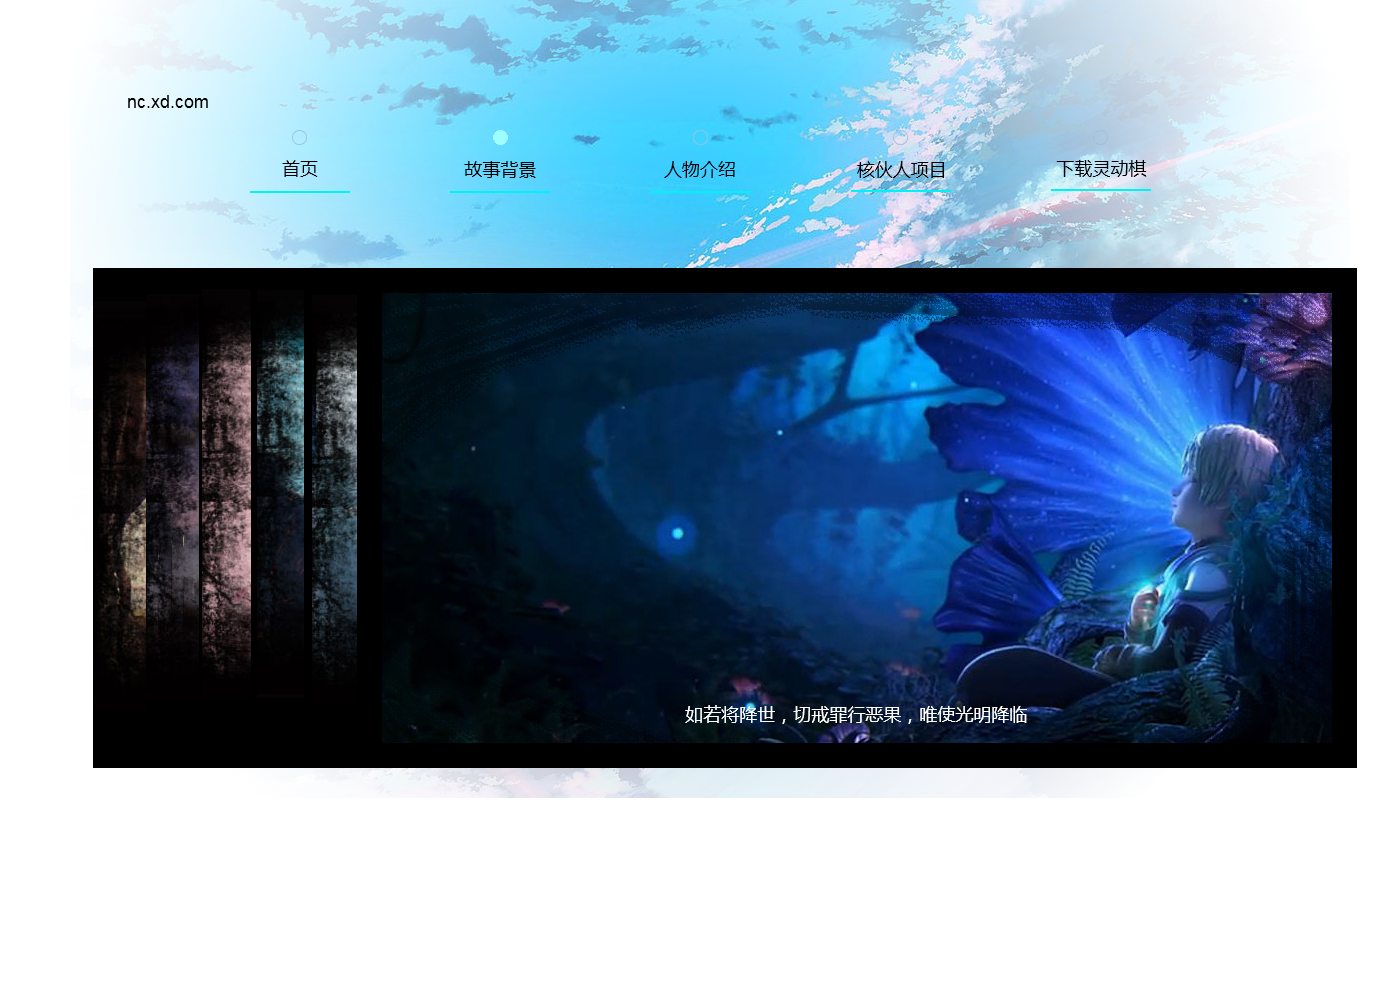 nc.xd.com
首页
故事背景
人物介绍
核伙人项目
下载灵动棋
如若将降世，切戒罪行恶果，唯使光明降临